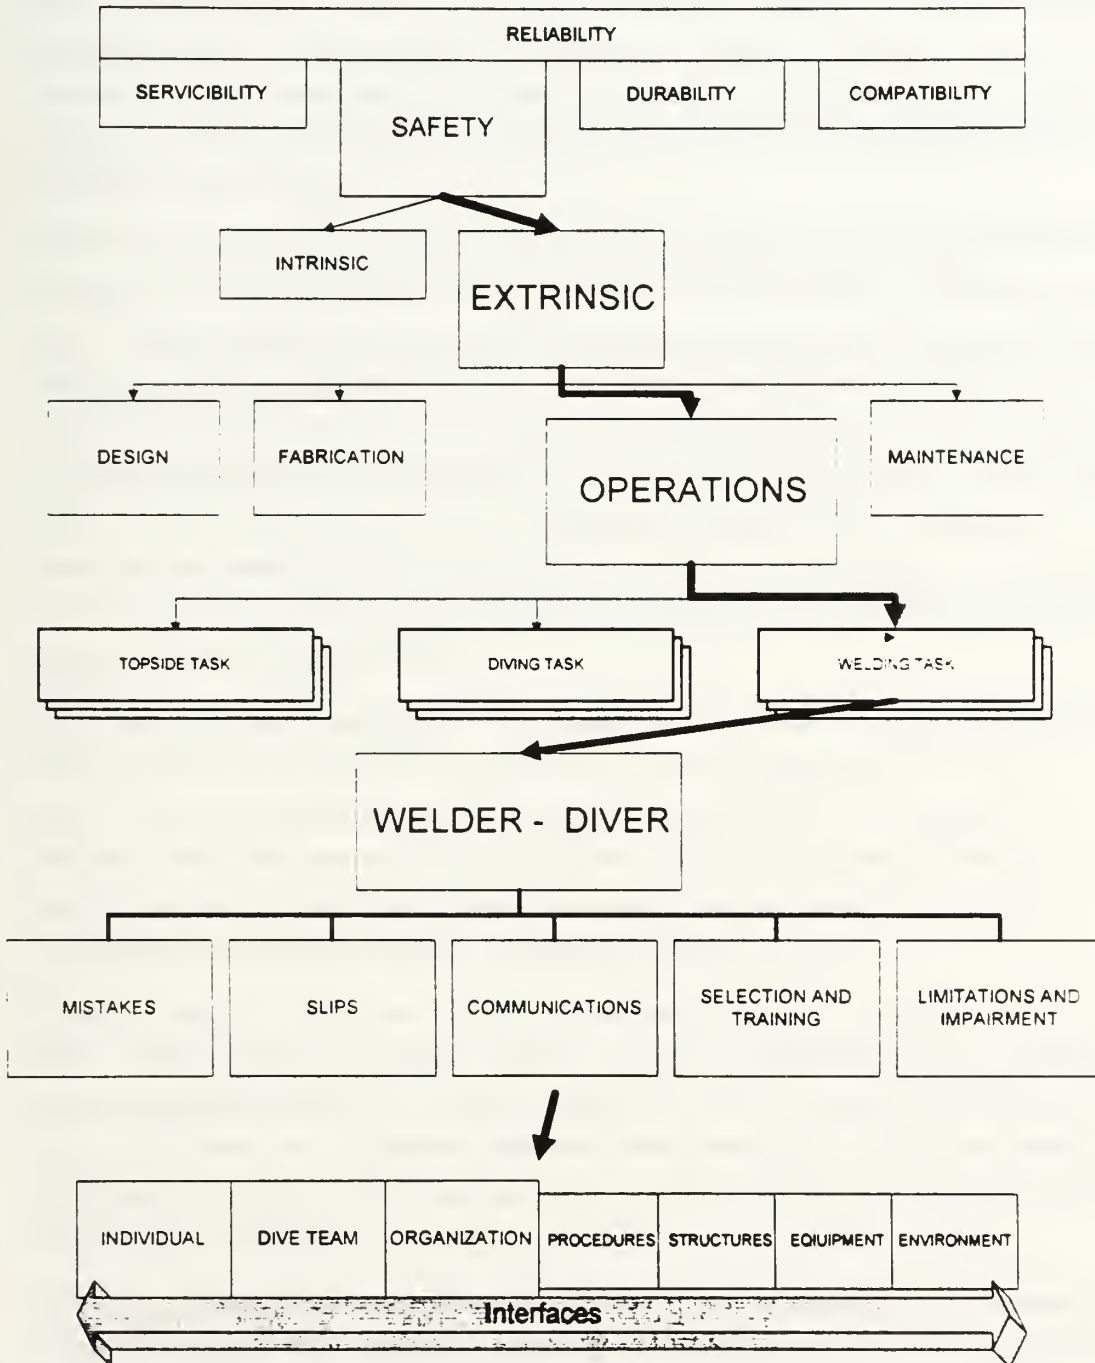 RELIABILITY
SERVICIBILITY
SAFETY
DURABILITY
COMPATIBILITY
INTRINSIC
EXTRINSIC
DESIGN
FABRICATION
OPERATIONS
MAINTENANCE
TOPSIDE TASK
DIVING TASK
WELDING TASK
WELDER - DIVER
MISTAKES
SLIPS
COMMUNICATIONS
SELECTION AND
TRAINING
LIMITATIONS AND
IMPAIRMENT
INDIVIDUAL
DIVE TEAM
ORGANIZATION
PROCEDURES
STRUCTURES
EQIUIPMENT
ENVIRONMENT
Interfaces